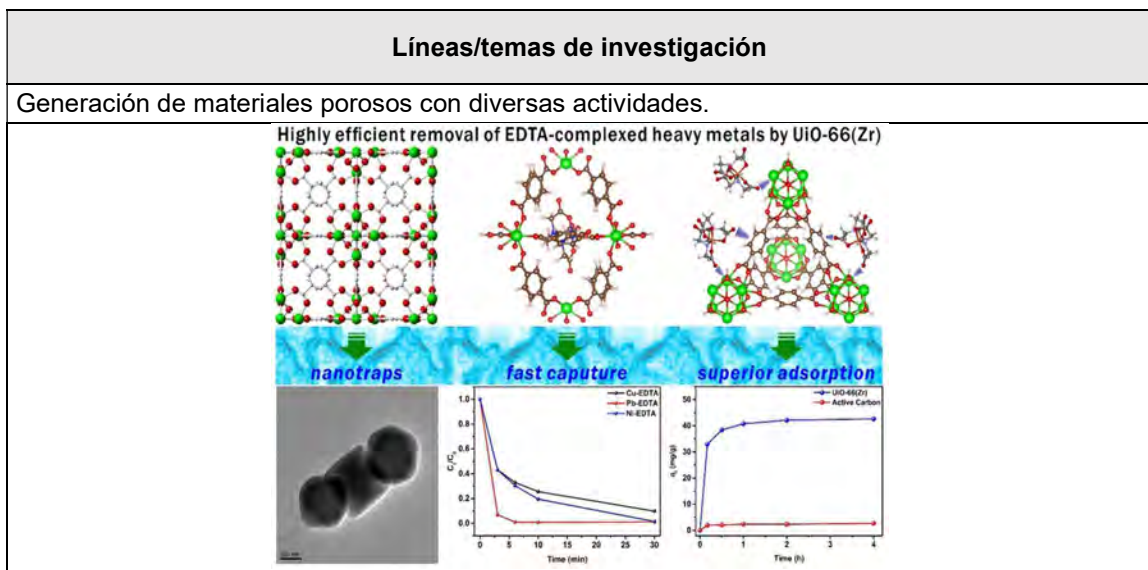 Líneas/temas de investigación
Generación de materiales porosos con diversas actividades.
Highly efficient removal of EDTA-complexed heavy metals by UiO-66(Zr)
nanotraps
fast caputure
superior adsorption
1.0
0.8
0.6
0.4
0.2
0.0
Cu-EDTA
Pb-EDTA
Ni-EDTA
0 5 10 15 20 25 30
Time (min)
50
40
30
20
10
0
UiO-66(Zr)
Active Carbon
0 1 2 3 4
Time (h)